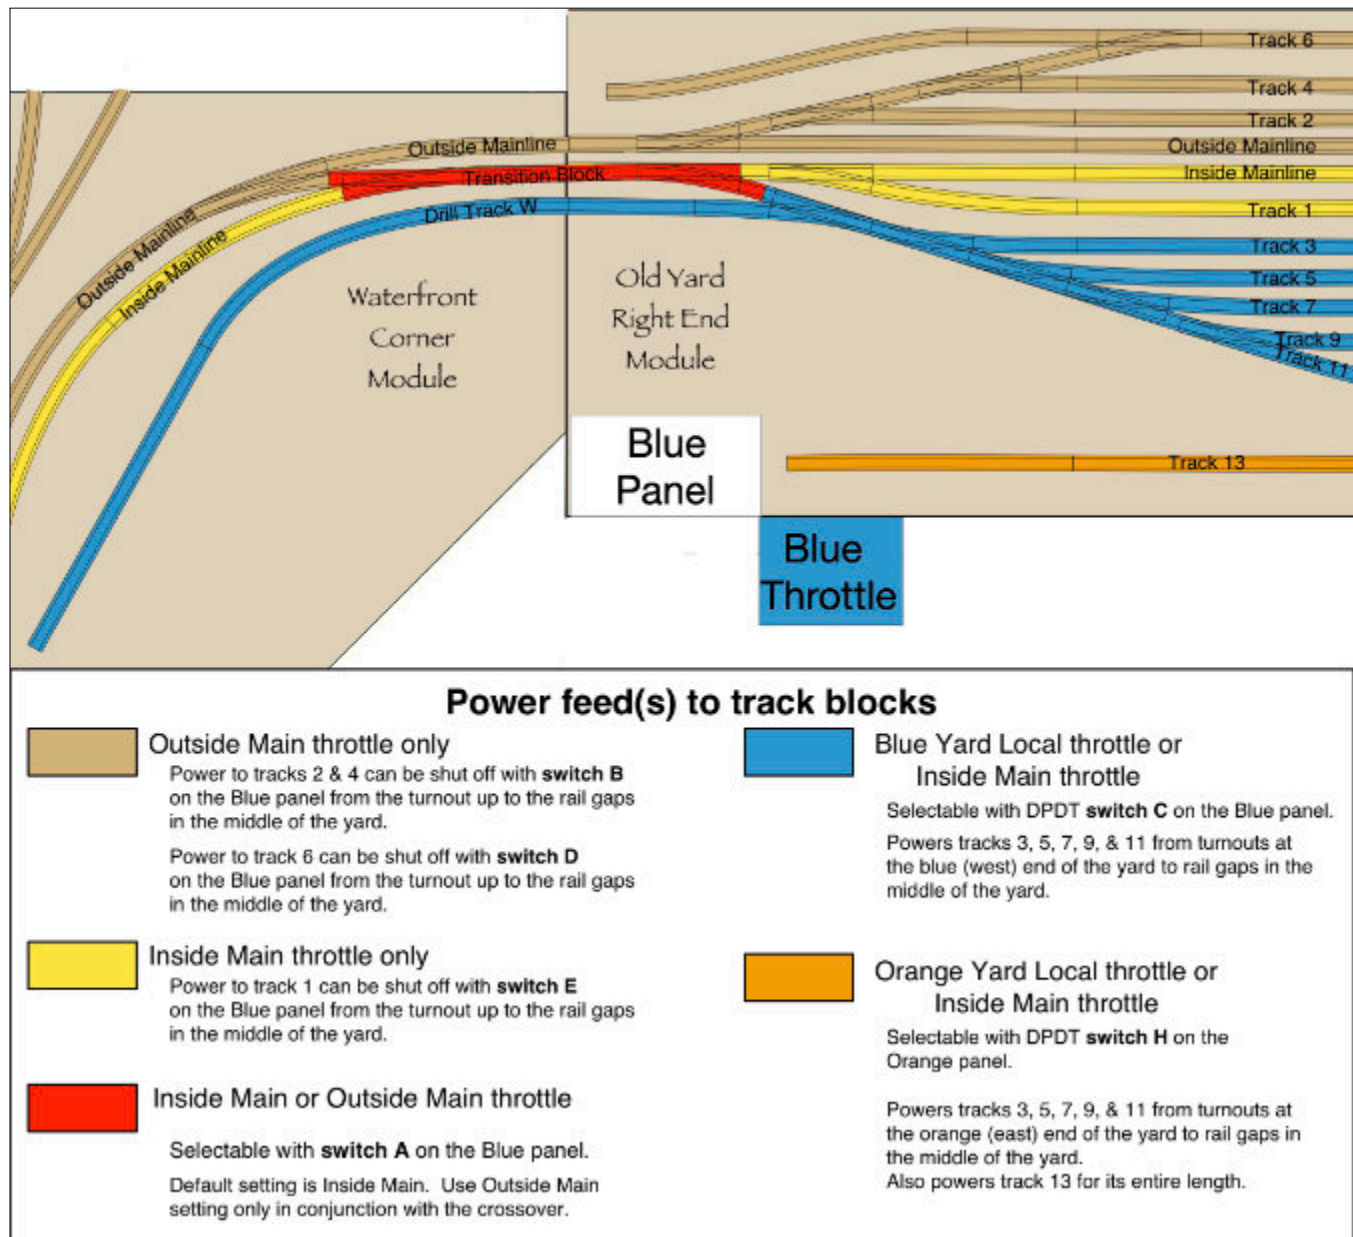 Track 6
Track 4
Track 2
Outside Mainline
Outside Mainline
Transition Block
Inside Mainline
Drill Track W
Track 1
Outside Mainline
Inside Mainline
Track 3
Track 5
Track 7
Track 9
Track 11
Waterfront
Corner
Module
Old Yard
Right End
Module
Blue
Panel
Track 13
Blue
Throttle
Power feed(s) to track blocks
Outside Main throttle only
Power to tracks 2 & 4 can be shut off with switch B
on the Blue panel from the turnout up to the rail gaps
in the middle of the yard.
Power to track 6 can be shut off with switch D
on the Blue panel from the turnout up to the rail gaps
in the middle of the yard.
Inside Main throttle only
Power to track 1 can be shut off with switch E
on the Blue panel from the turnout up to the rail gaps
in the middle of the yard.
Inside Main or Outside Main throttle
Selectable with switch A on the Blue panel.
Default setting is Inside Main. Use Outside Main
setting only in conjunction with the crossover.
Blue Yard Local throttle or
Inside Main throttle
Selectable with DPDT switch C on the Blue panel.
Powers tracks 3, 5, 7, 9, & 11 from turnouts at
the blue (west) end of the yard to rail gaps in the
middle of the yard.
Orange Yard Local throttle or
Inside Main throttle
Selectable with DPDT switch H on the
Orange panel.
Powers tracks 3, 5, 7, 9, & 11 from turnouts at
the orange (east) end of the yard to rail gaps in
the middle of the yard.
Also powers track 13 for its entire length.